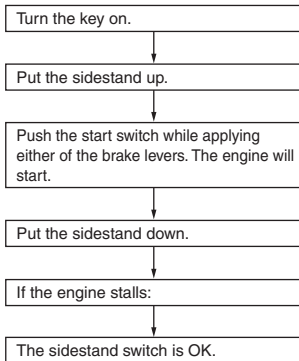 Turn the key on.
Put the sidestand up.
Push the start switch while applying
either of the brake levers. The engine will
start.
Put the sidestand down.
If the engine stalls:
The sidestand switch is OK.